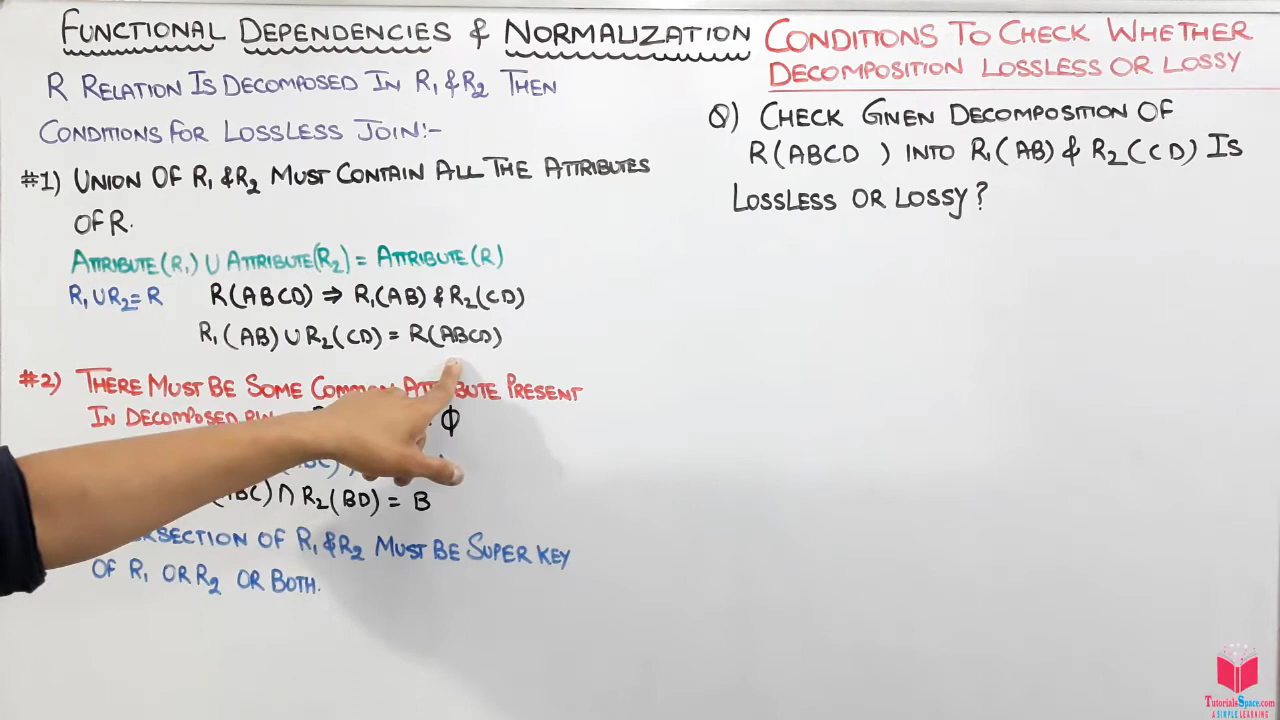 FUNCTIONAL DEPENDENCIES & NORMALIZATION
R RELATION IS DECOMPOSED IN R₁ & R₂ THEN
CONDITIONS FOR LOSSLESS JOIN:-
#1) UNION OF R₁ & R₂ MUST CONTAIN ALL THE ATTRIBUTES
OF R.
ATTRIBUTE(R₁) ∪ ATTRIBUTE(R₂) = ATTRIBUTE(R)
R₁ ∪ R₂ = R R(ABCD) ⇒ R₁(AB) & R₂(CD)
R₁(AB) ∪ R₂(CD) = R(ABCD)
#2) THERE MUST BE SOME COMMON ATTRIBUTE PRESENT
IN DECOMPOSED ϕ
(ABC) ∩ R₂(BD) = B
OF R₁ & R₂ MUST BE SUPER KEY
OF R₁ OR R₂ OR BOTH.
CONDITIONS TO CHECK WHETHER
DECOMPOSITION LOSSLESS OR LOSSY
Q) CHECK GIVEN DECOMPOSITION OF
R(ABCD ) INTO R₁(AB) & R₂(CD) IS
LOSSLESS OR LOSSY?
TutorialsSpace.com
A SIMPLE LEARNING